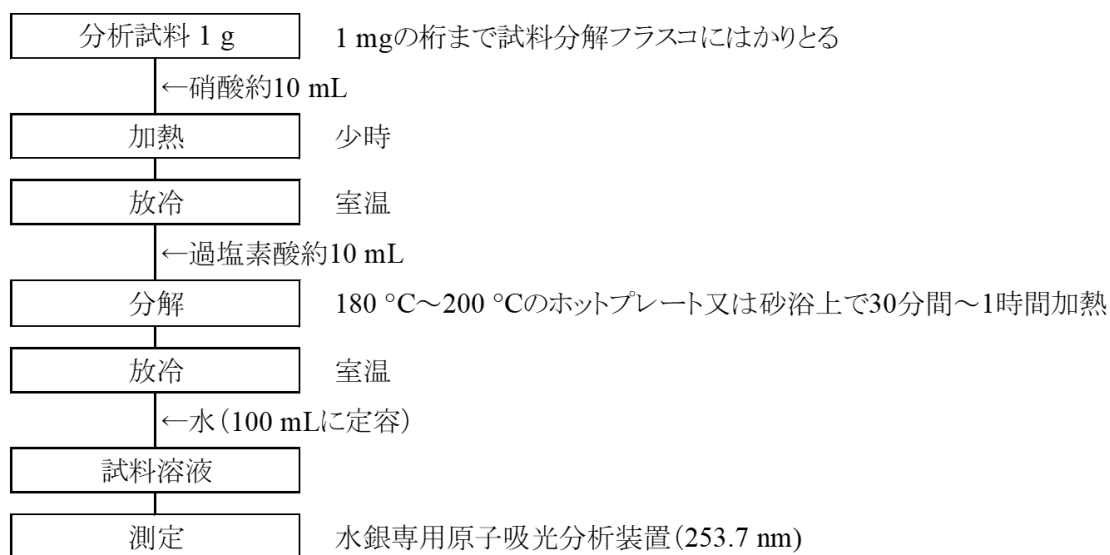 分析試料 1 g 1 mgの桁まで試料分解フラスコにはかりとる
←硝酸約10 mL
加熱 少時
放冷 室温
←過塩素酸約10 mL
分解 180 °C～200 °Cのホットプレート又は砂浴上で30分間～1時間加熱
放冷 室温
←水（100 mLに定容）
試料溶液
測定 水銀専用原子吸光分析装置（253.7 nm）